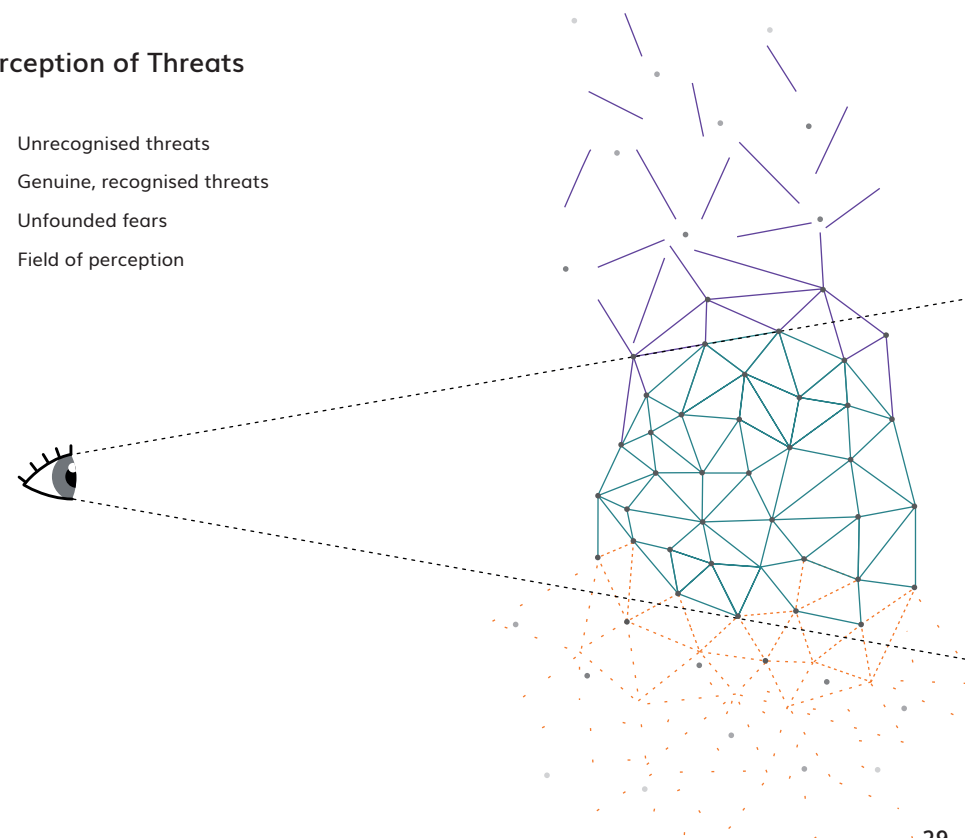 rception of Threats
Unrecognised threats
Genuine, recognised threats
Unfounded fears
Field of perception
29